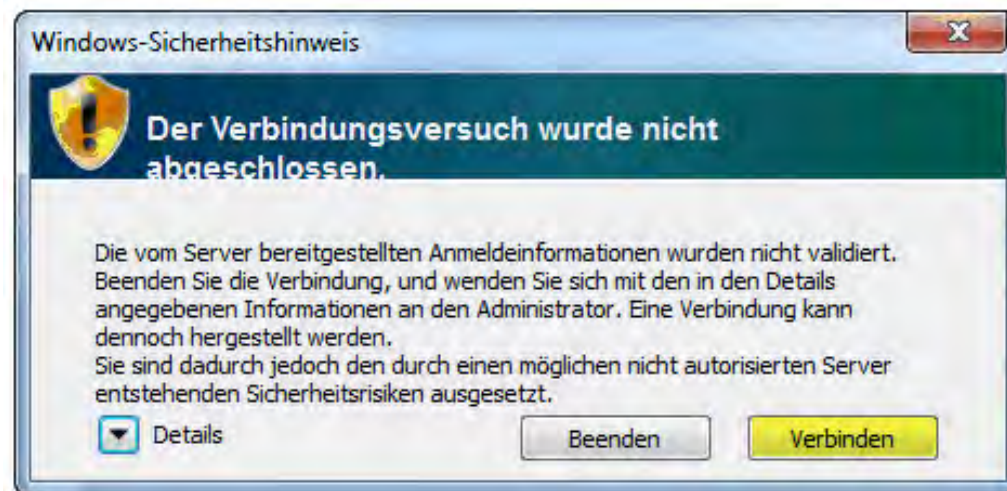 Windows-Sicherheitshinweis
Der Verbindungsversuch wurde nicht
abgeschlossen.
Die vom Server bereitgestellten Anmeldeinformationen wurden nicht validiert.
Beenden Sie die Verbindung, und wenden Sie sich mit den in den Details
angegebenen Informationen an den Administrator. Eine Verbindung kann
dennoch hergestellt werden.
Sie sind dadurch jedoch den durch einen möglichen nicht autorisierten Server
entstehenden Sicherheitsrisiken ausgesetzt.
Details
Beenden
Verbinden